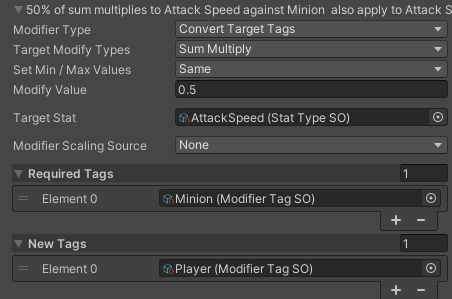 50% of sum multiplies to Attack Speed against Minion also apply to Attack S
Modifier Type Convert Target Tags
Target Modify Types Sum Multiply
Set Min / Max Values Same
Modify Value 0.5
Target Stat AttackSpeed (Stat Type SO)
Modifier Scaling Source None
Required Tags 1
Element 0 Minion (Modifier Tag SO)
+ −
New Tags 1
Element 0 Player (Modifier Tag SO)
+ −